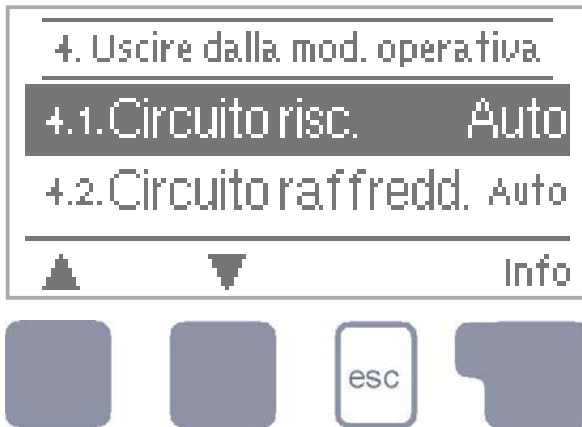 4. Uscire dalla mod. operativa
4.1.Circuito risc. Auto
4.2.Circuito raffredd. Auto
Info
esc